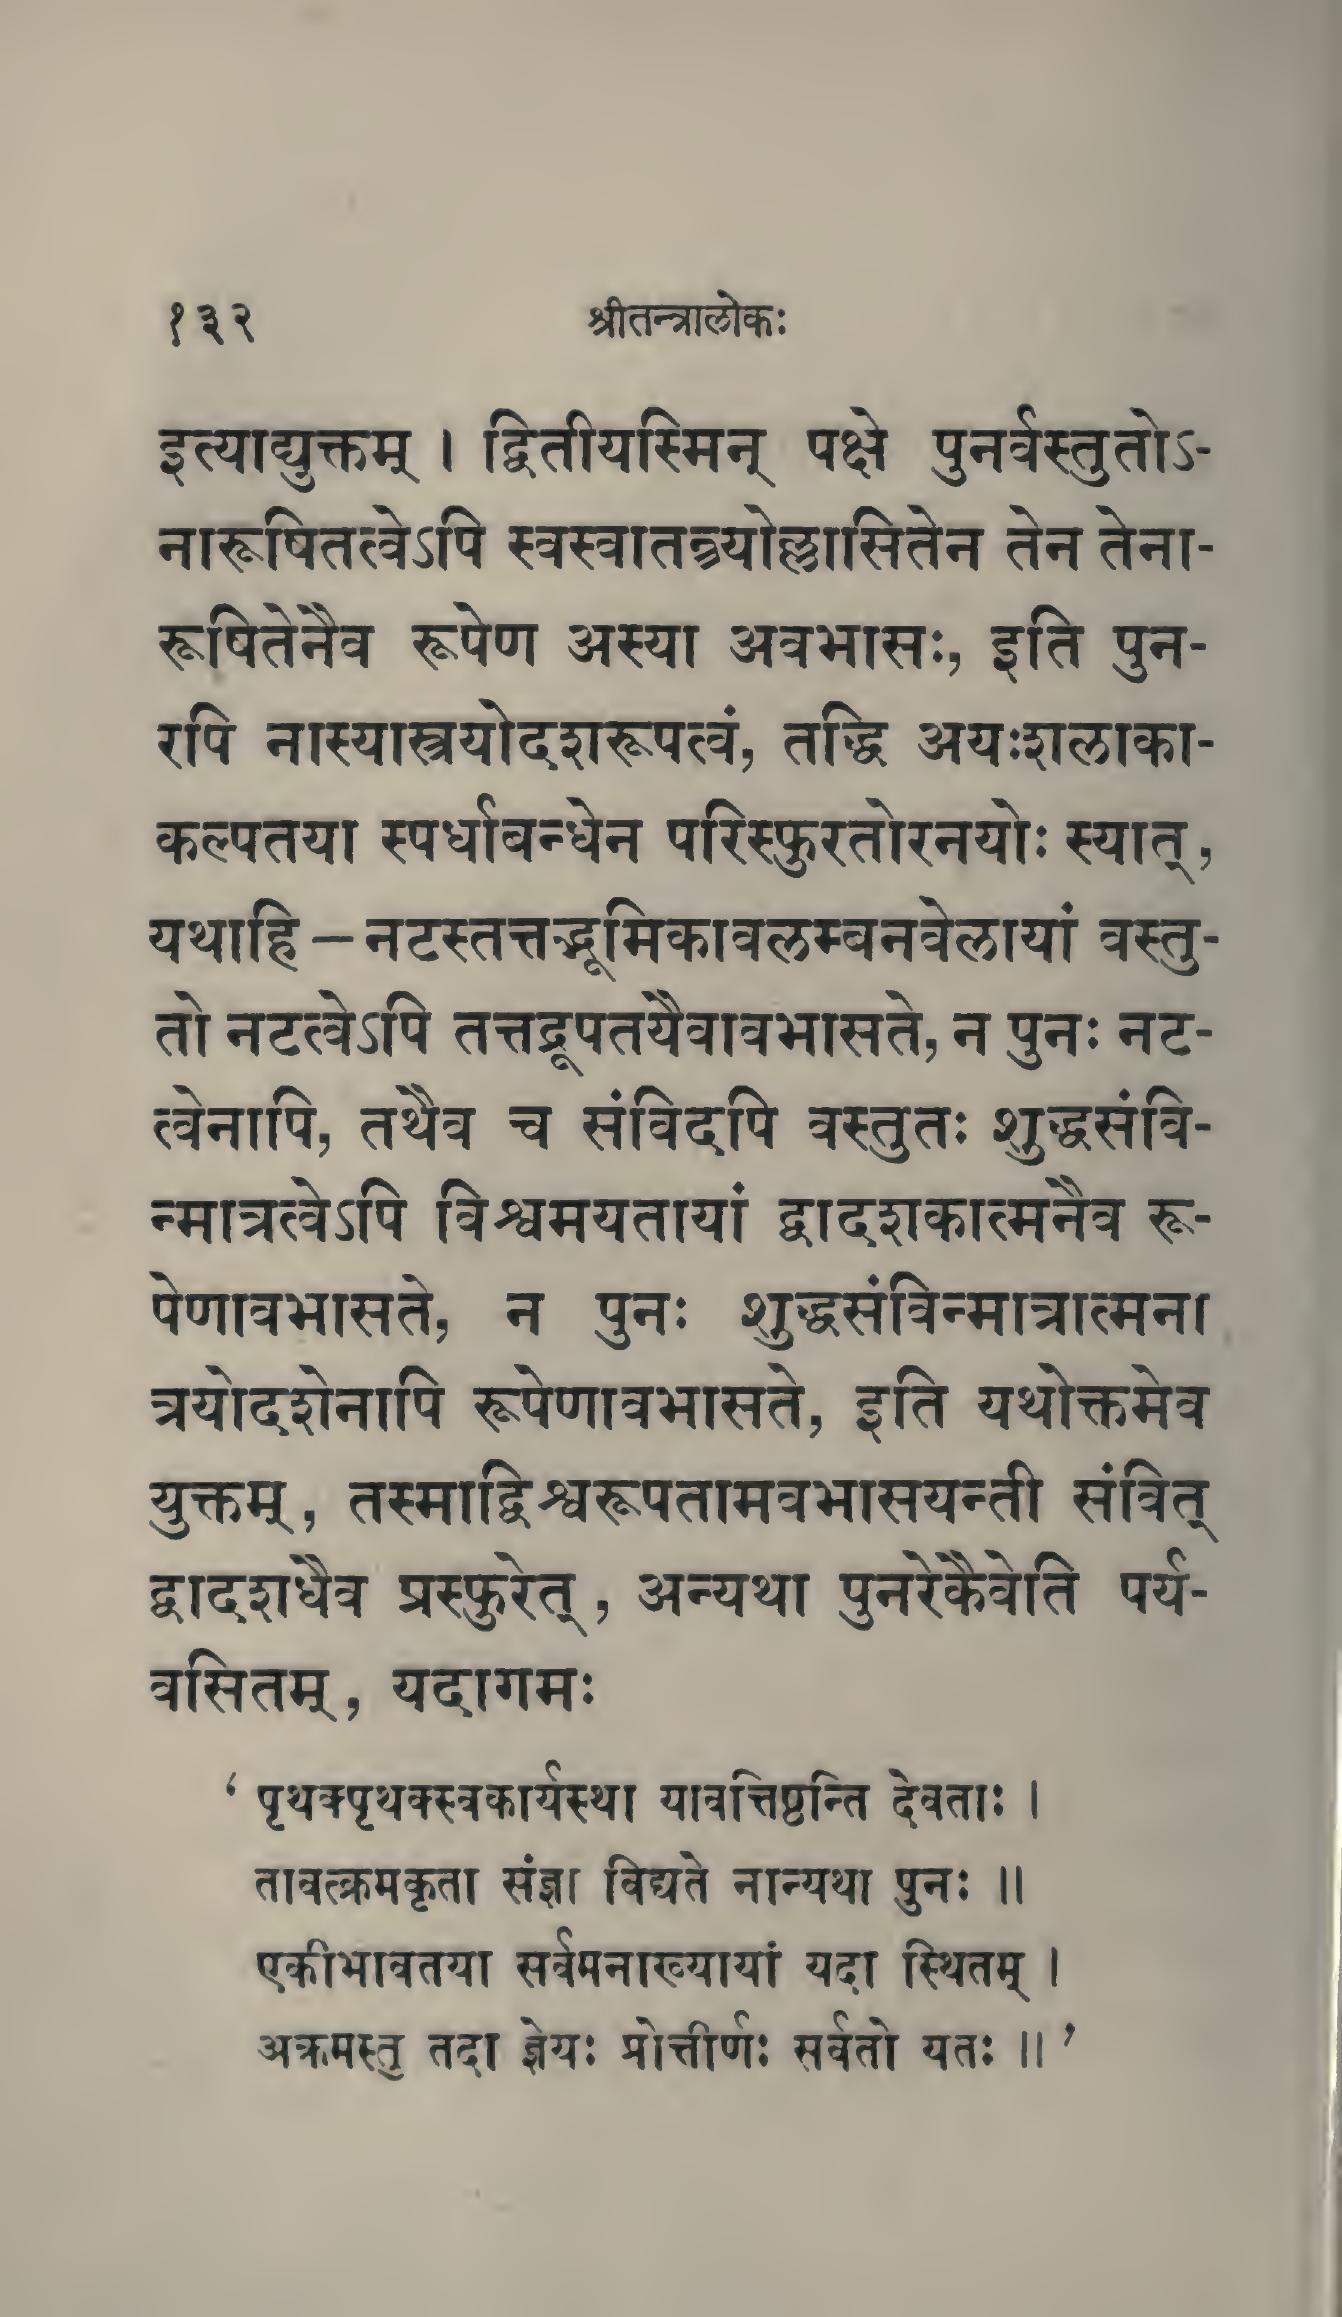 १३२ श्रीतन्त्रालोकः
इत्याद्युक्तम् । द्वितीयस्मिन् पक्षे पुनर्वस्तुतोऽ-
नारूषितत्वेऽपि स्वस्वातन्त्र्योल्लासितेन तेन तेना-
रूषितेनैव रूपेण अस्या अवभासः, इति पुन-
रपि नास्यास्त्रयोदशरूपत्वं, तद्धि अयःशलाका-
कल्पतया स्पर्धाबन्धेन परिस्फुरतोरनयोः स्यात्,
यथाहि – नटस्तत्तद्भूमिकावलम्बनवेलायां वस्तु-
तो नटत्वेऽपि तत्तद्रूपतयैवावभासते, न पुनः नट-
त्वेनापि, तथैव च संविदपि वस्तुतः शुद्धसंवि-
न्मात्रत्वेऽपि विश्वमयतायां द्वादशकात्मनैव रू-
पेणावभासते, न पुनः शुद्धसंविन्मात्रात्मना
त्रयोदशेनापि रूपेणावभासते, इति यथोक्तमेव
युक्तम्, तस्माद्विश्वरूपतामवभासयन्ती संवित्
द्वादशधैव प्रस्फुरेत्, अन्यथा पुनरेकैवेति पर्य-
वसितम्, यदागमः
‘ पृथक्पृथक्स्वकार्यस्था यावत्तिष्ठन्ति देवताः ।
तावत्क्रमकृता संज्ञा विद्यते नान्यथा पुनः ॥
एकीभावतया सर्वमनाख्यायां यदा स्थितम् ।
अक्रमस्तु तदा ज्ञेयः प्रोत्तीर्णः सर्वतो यतः ॥ ’